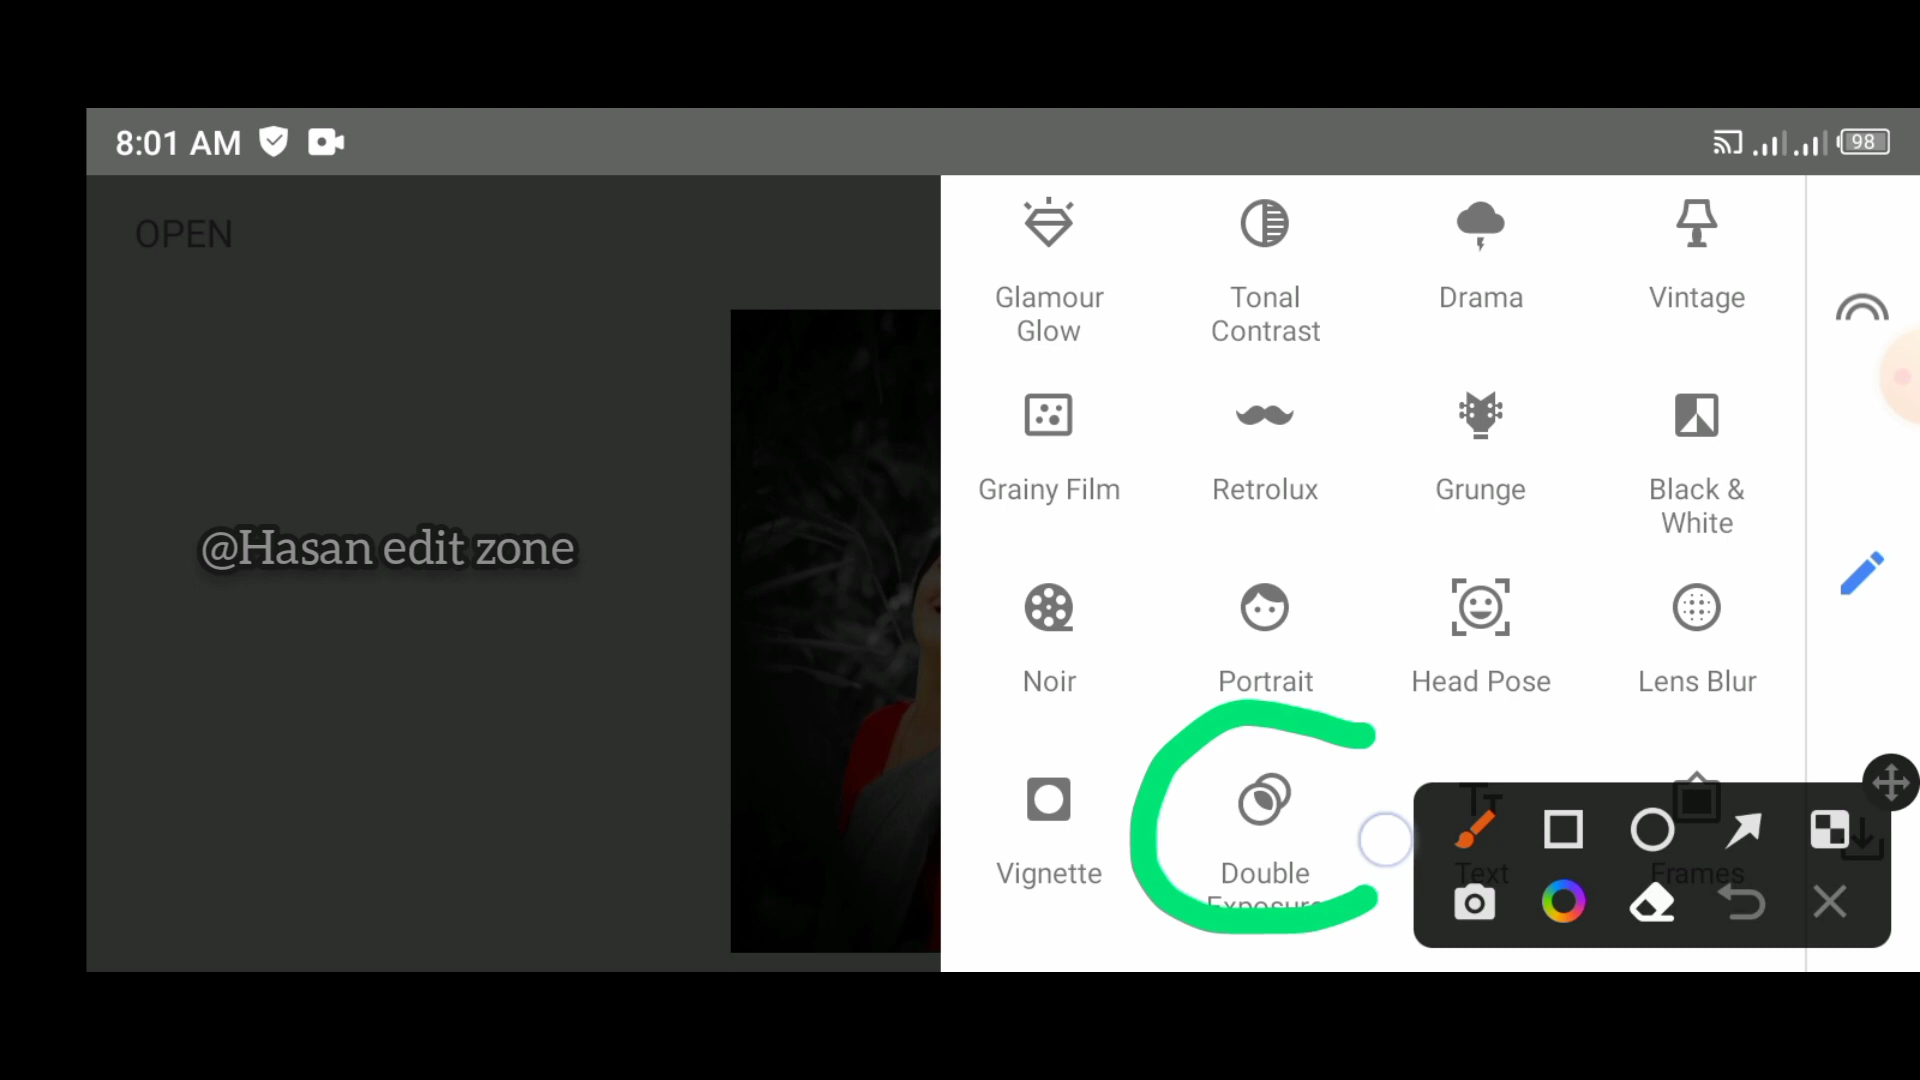 8:01 AM
98
OPEN
Glamour
Glow
Tonal
Contrast
Drama
Vintage
Grainy Film
Retrolux
Grunge
Black &
White
@Hasan edit zone
Noir
Portrait
Head Pose
Lens Blur
Vignette
Double
Exposure
Text
Frames